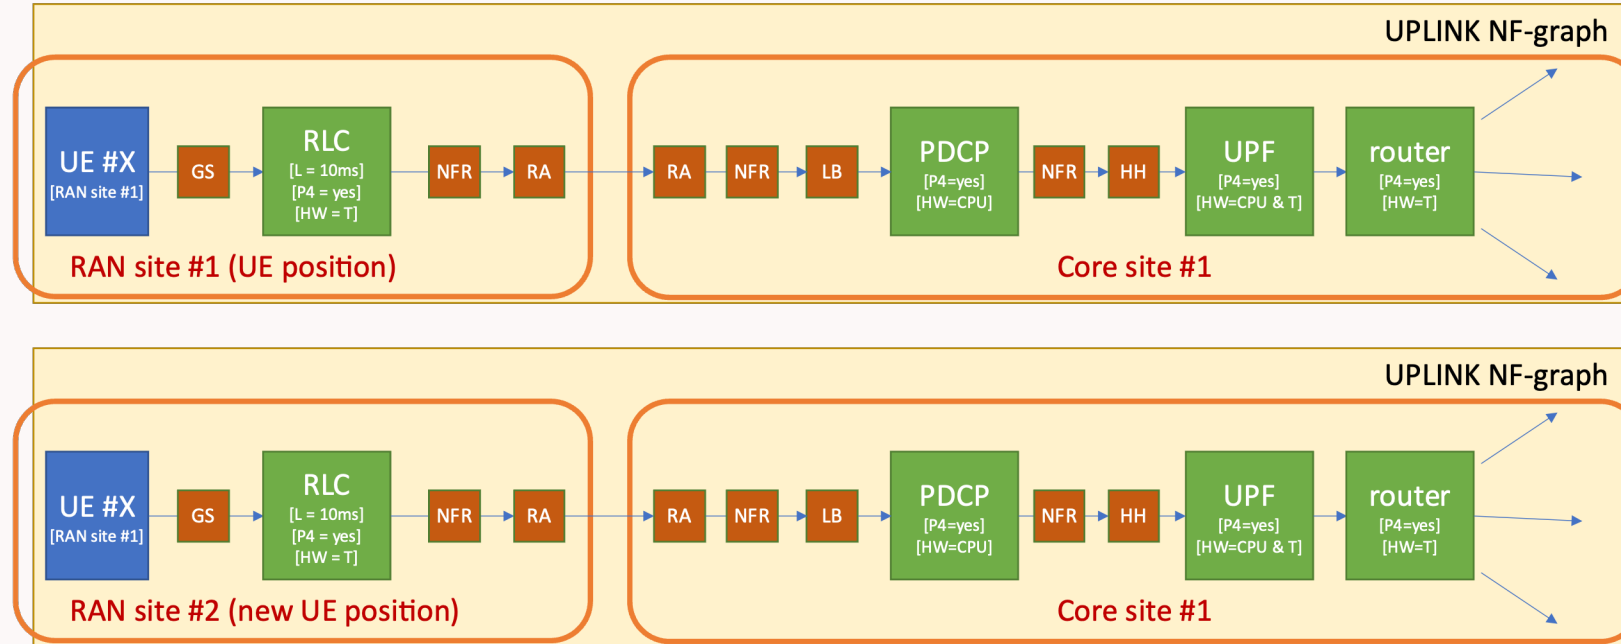 UPLINK NF-graph
UE #X
[RAN site #1]
GS
RLC
[L = 10ms]
[P4 = yes]
[HW = T]
NFR
RA
RA
NFR
LB
PDCP
[P4=yes]
[HW=CPU]
NFR
HH
UPF
[P4=yes]
[HW=CPU & T]
router
[P4=yes]
[HW=T]
RAN site #1 (UE position)
Core site #1
UPLINK NF-graph
UE #X
[RAN site #1]
GS
RLC
[L = 10ms]
[P4 = yes]
[HW = T]
NFR
RA
RA
NFR
LB
PDCP
[P4=yes]
[HW=CPU]
NFR
HH
UPF
[P4=yes]
[HW=CPU & T]
router
[P4=yes]
[HW=T]
RAN site #2 (new UE position)
Core site #1